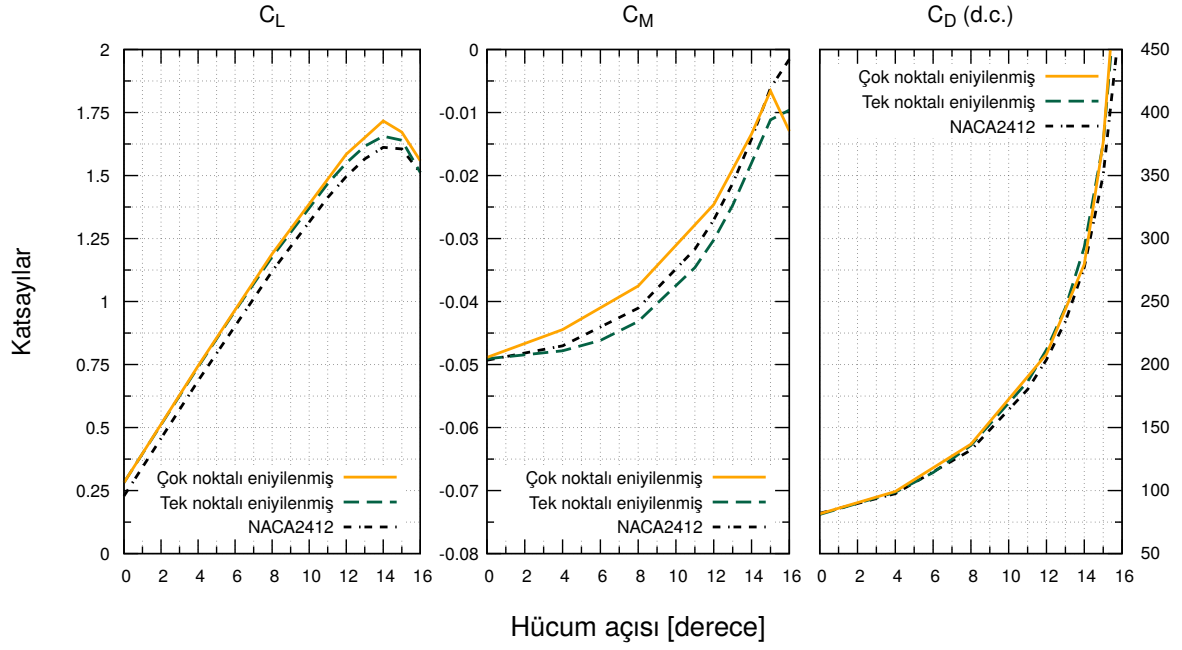 C_L
C_M
C_D (d.c.)
Katsayılar
2
1.75
1.5
1.25
1
0.75
0.5
0.25
0
Çok noktalı eniyilenmiş
Tek noktalı eniyilenmiş
NACA2412
0 2 4 6 8 10 12 14 16
0
-0.01
-0.02
-0.03
-0.04
-0.05
-0.06
-0.07
-0.08
Çok noktalı eniyilenmiş
Tek noktalı eniyilenmiş
NACA2412
0 2 4 6 8 10 12 14 16
Çok noktalı eniyilenmiş
Tek noktalı eniyilenmiş
NACA2412
450
400
350
300
250
200
150
100
50
0 2 4 6 8 10 12 14 16
Hücum açısı [derece]